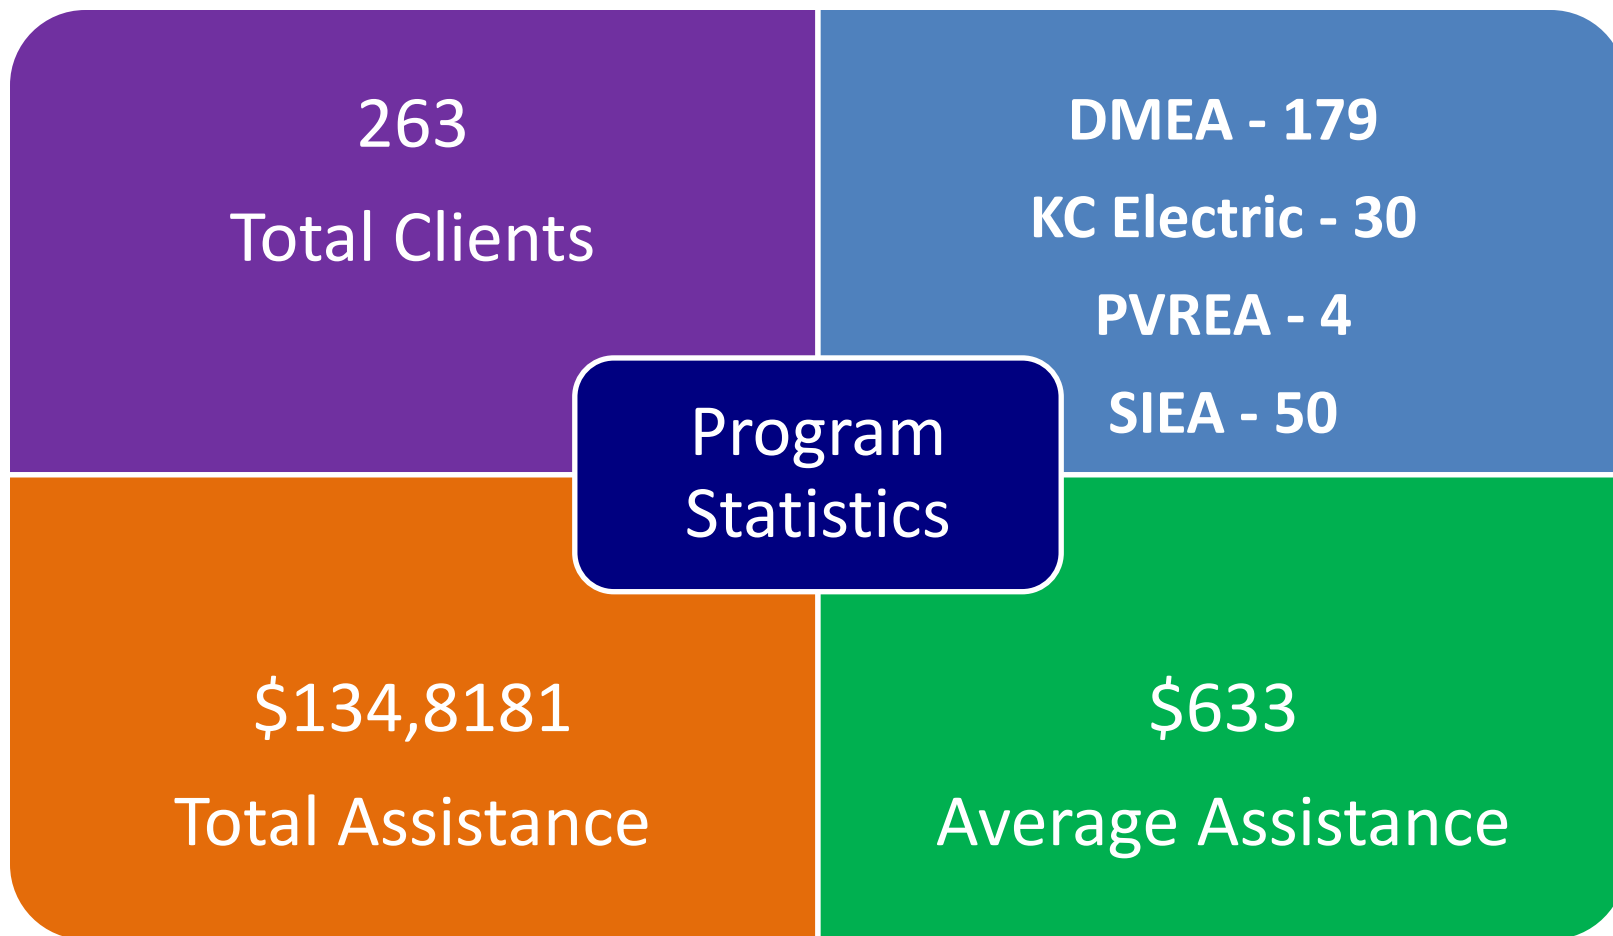 263
Total Clients
DMEA - 179
KC Electric - 30
PVREA - 4
SIEA - 50
Program
Statistics
$134,8181
Total Assistance
$633
Average Assistance